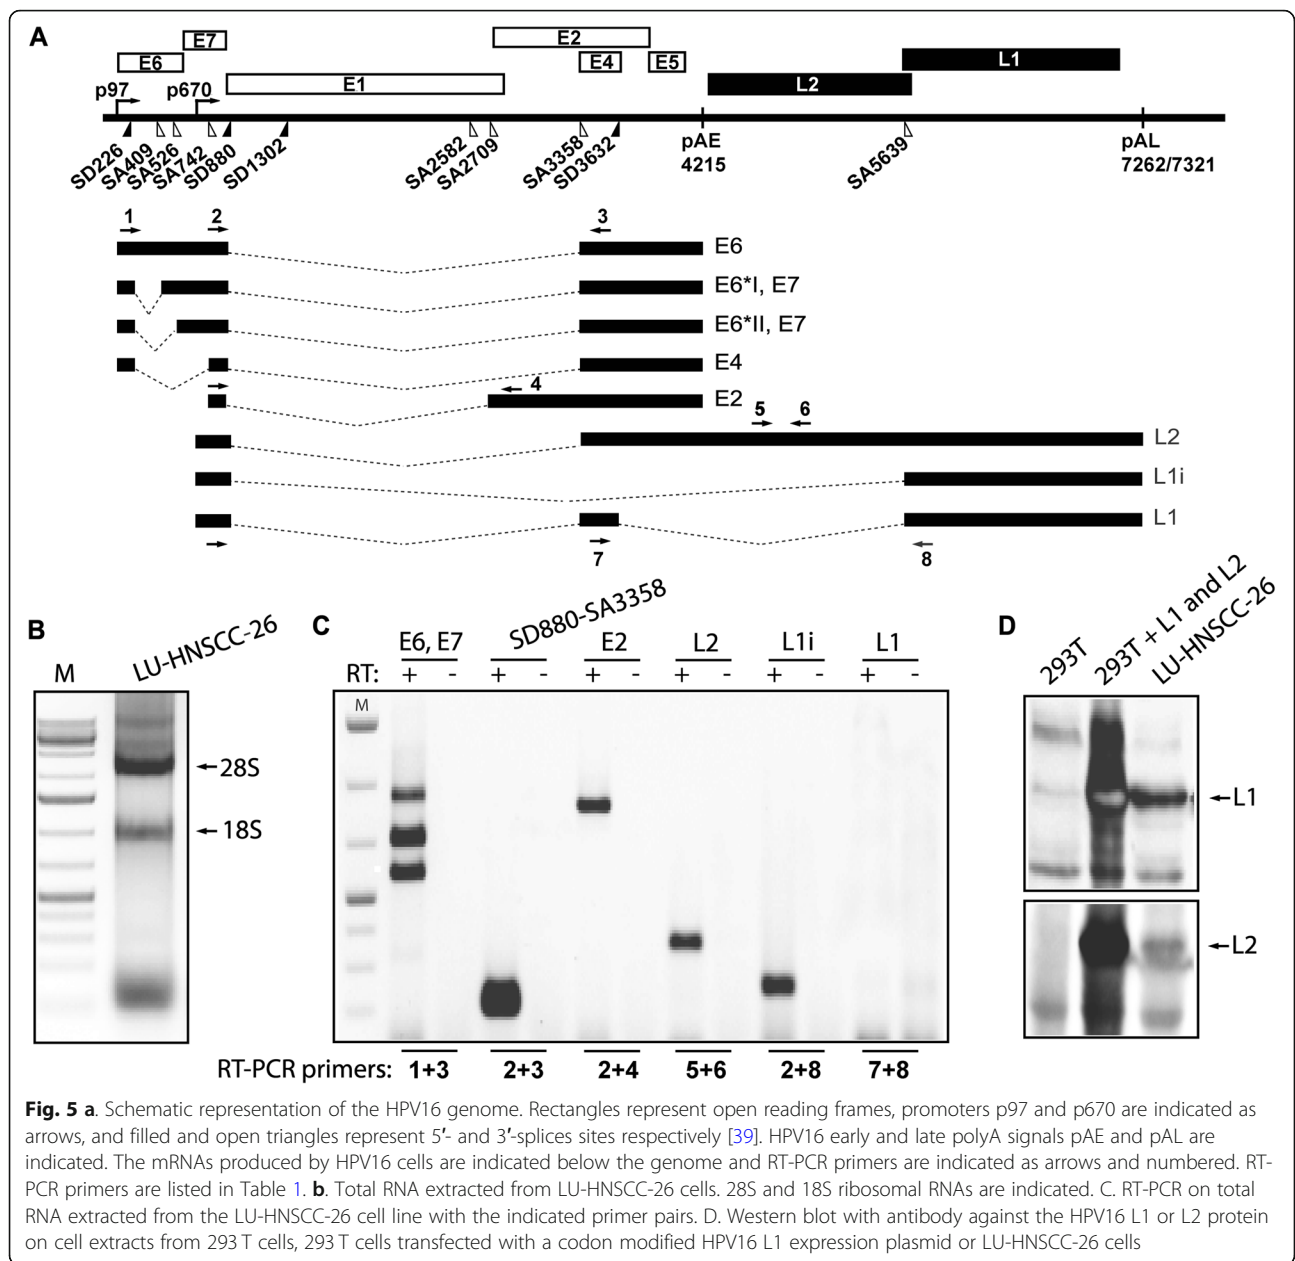 A
E7
E2
E6
E4
E5
L1
E1
L2
p97
p670
SD226
SA409
SA526
SA742
SD880
SD1302
SA2582
SA2709
SA3358
SD3632
pAE
4215
SA5639
pAL
7262/7321
1
2
3
E6
E6*I, E7
E6*II, E7
E4
4
E2
5
6
L2
L1i
L1
7
8
B
M
LU-HNSCC-26
28S
18S
C
E6, E7
SD880-SA3358
E2
L2
L1i
L1
RT: + - + - + - + - + - + -
M
RT-PCR primers: 1+3 2+3 2+4 5+6 2+8 7+8
D
293T
293T + L1 and L2
LU-HNSCC-26
L1
L2
Fig. 5 a. Schematic representation of the HPV16 genome. Rectangles represent open reading frames, promoters p97 and p670 are indicated as
arrows, and filled and open triangles represent 5′- and 3′-splices sites respectively [39]. HPV16 early and late polyA signals pAE and pAL are
indicated. The mRNAs produced by HPV16 cells are indicated below the genome and RT-PCR primers are indicated as arrows and numbered. RT-
PCR primers are listed in Table 1. b. Total RNA extracted from LU-HNSCC-26 cells. 28S and 18S ribosomal RNAs are indicated. C. RT-PCR on total
RNA extracted from the LU-HNSCC-26 cell line with the indicated primer pairs. D. Western blot with antibody against the HPV16 L1 or L2 protein
on cell extracts from 293 T cells, 293 T cells transfected with a codon modified HPV16 L1 expression plasmid or LU-HNSCC-26 cells